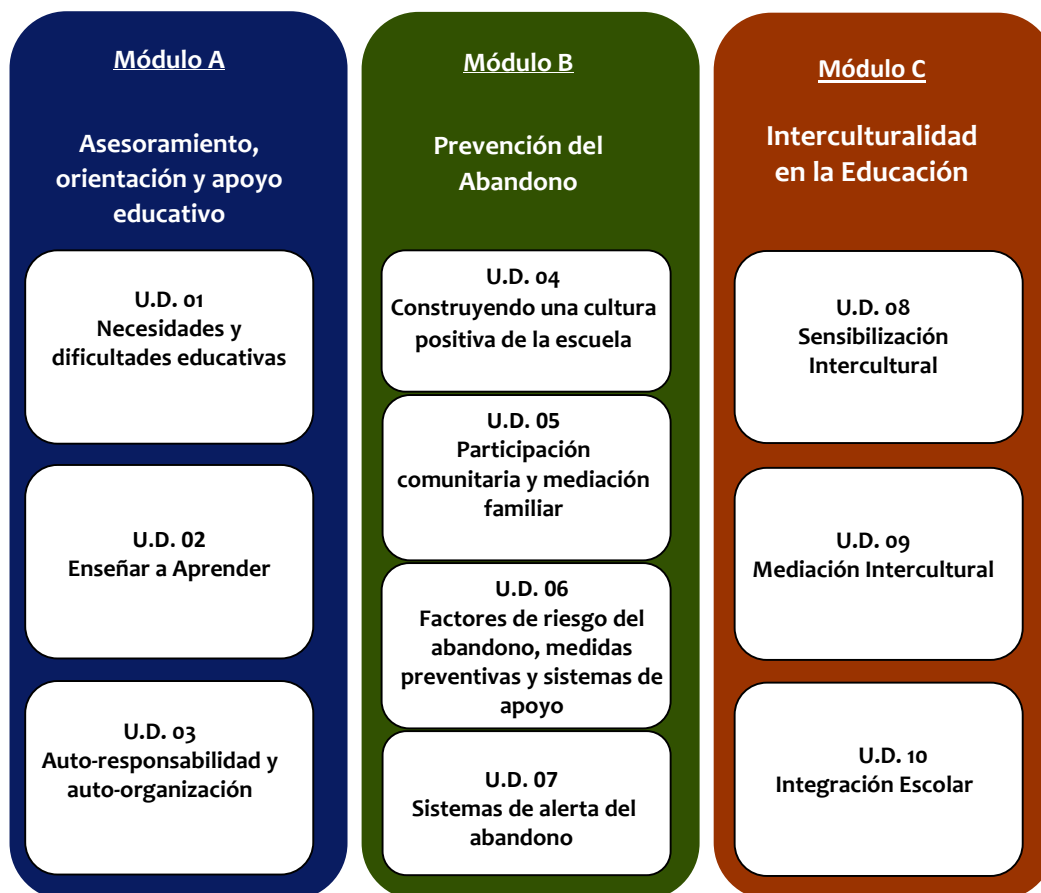 Módulo A
Asesoramiento,
orientación y apoyo
educativo
U.D. 01
Necesidades y
dificultades educativas
U.D. 02
Enseñar a Aprender
U.D. 03
Auto-responsabilidad y
auto-organización
Módulo B
Prevención del
Abandono
U.D. 04
Construyendo una cultura
positiva de la escuela
U.D. 05
Participación
comunitaria y mediación
familiar
U.D. 06
Factores de riesgo del
abandono, medidas
preventivas y sistemas de
apoyo
U.D. 07
Sistemas de alerta del
abandono
Módulo C
Interculturalidad
en la Educación
U.D. 08
Sensibilización
Intercultural
U.D. 09
Mediación Intercultural
U.D. 10
Integración Escolar